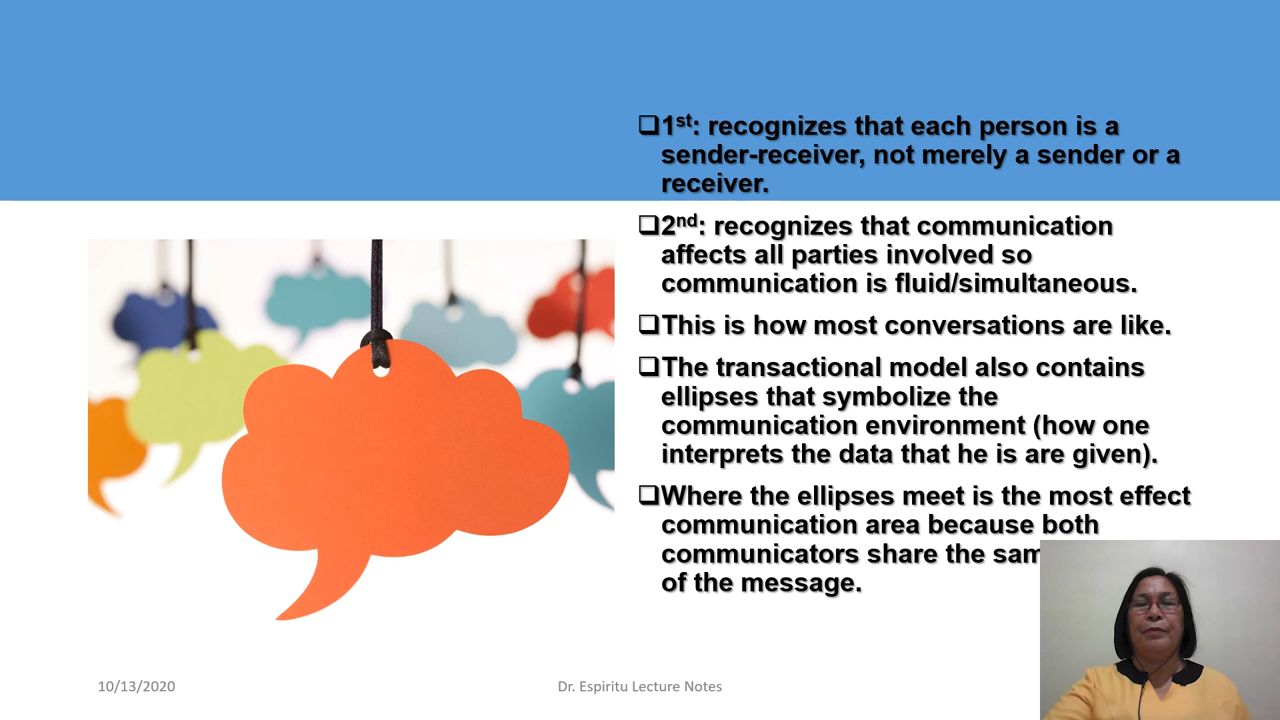 ❑1st: recognizes that each person is a
sender-receiver, not merely a sender or a
receiver.
❑2nd: recognizes that communication
affects all parties involved so
communication is fluid/simultaneous.
❑This is how most conversations are like.
❑The transactional model also contains
ellipses that symbolize the
communication environment (how one
interprets the data that he is are given).
❑Where the ellipses meet is the most effect
communication area because both
communicators share the
of the message.
10/13/2020
Dr. Espiritu Lecture Notes